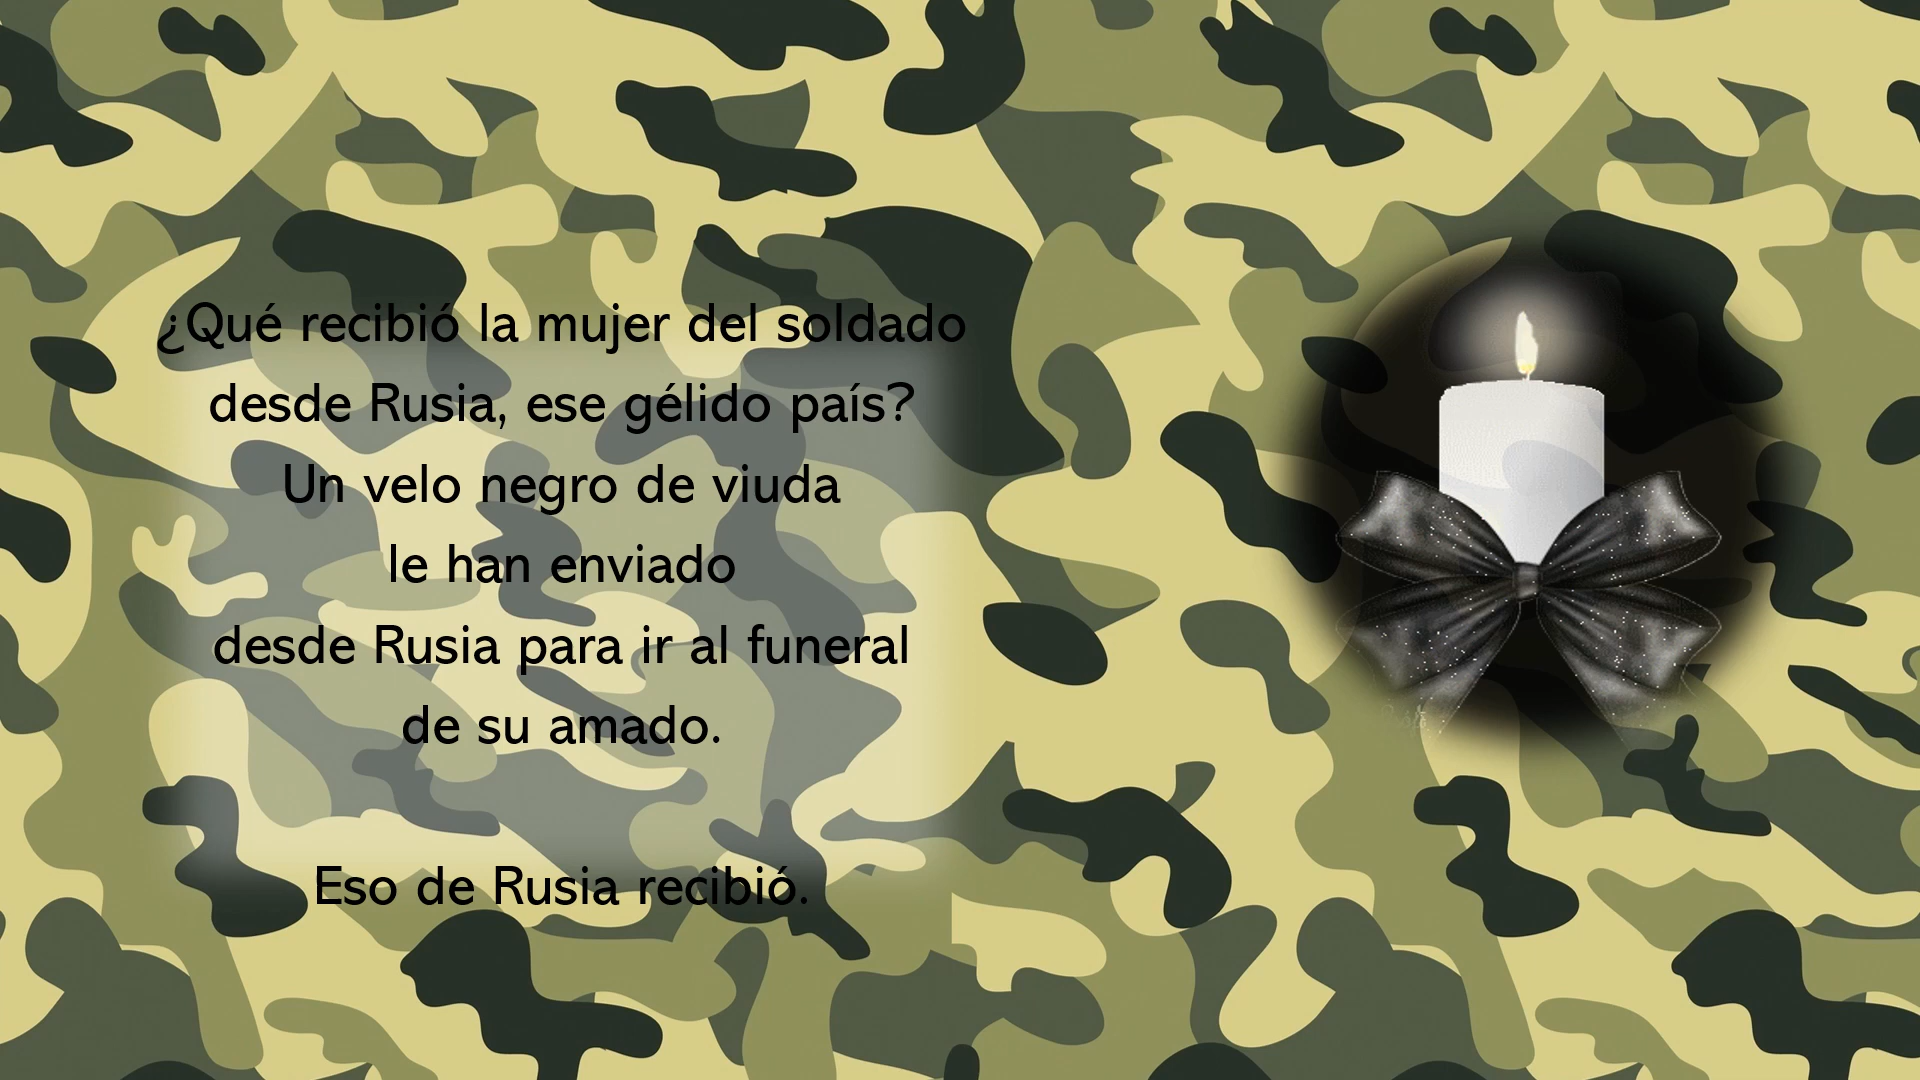 ¿Qué recibió la mujer del soldado
desde Rusia, ese gélido país?
Un velo negro de viuda
le han enviado
desde Rusia para ir al funeral
de su amado.
Eso de Rusia recibió.